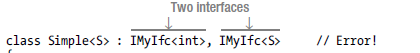 Two interfaces
class Simple<S> : IMyIfc<int>, IMyIfc<S> // Error!